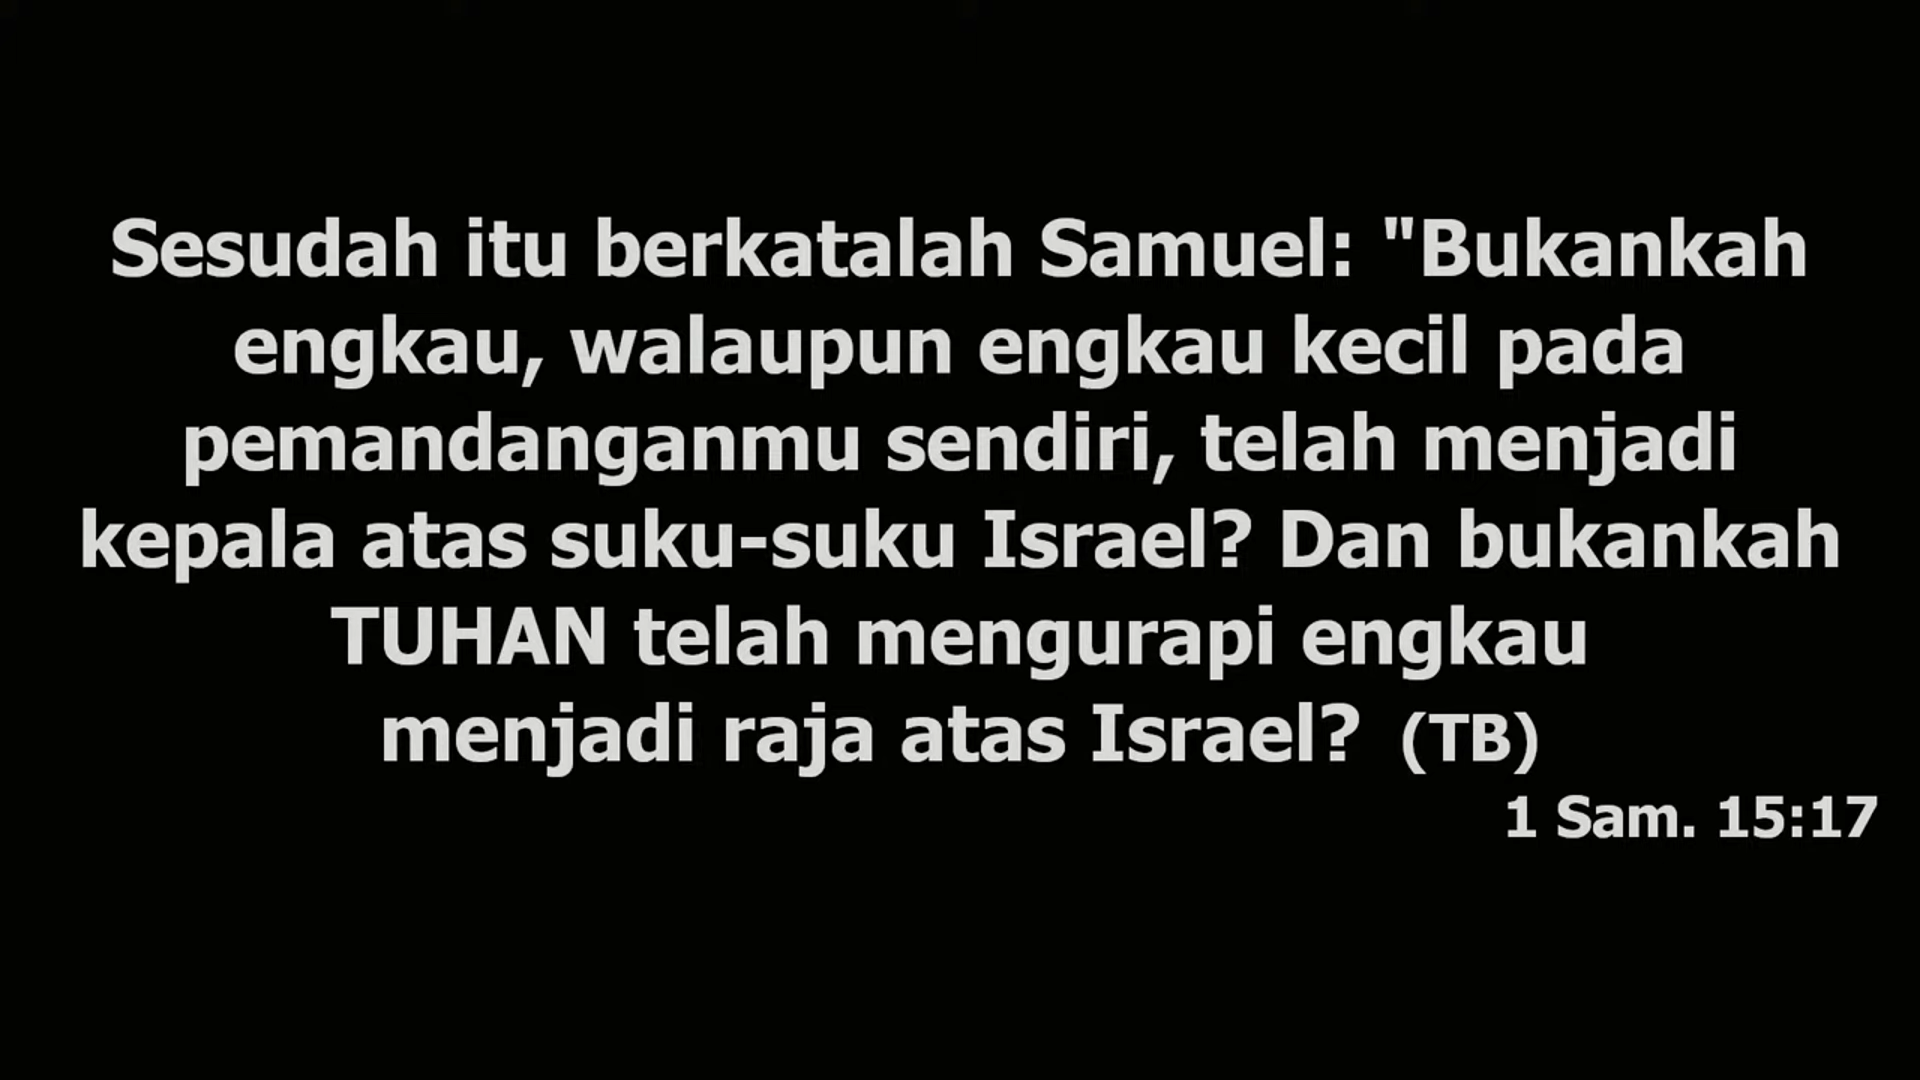 Sesudah itu berkatalah Samuel: "Bukankah
engkau, walaupun engkau kecil pada
pemandanganmu sendiri, telah menjadi
kepala atas suku-suku Israel? Dan bukankah
TUHAN telah mengurapi engkau
menjadi raja atas Israel? (TB)
1 Sam. 15:17